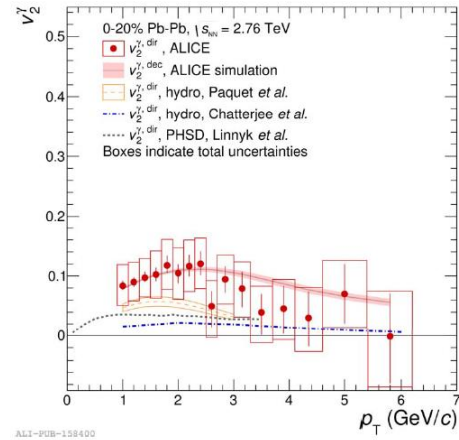 v₂^γ
0-20% Pb-Pb, √s_NN = 2.76 TeV
v₂^γ, dir, ALICE
v₂^γ, dec, ALICE simulation
v₂^γ, dir, hydro, Paquet et al.
v₂^γ, dir, hydro, Chatterjee et al.
v₂^γ, dir, PHSD, Linnyk et al.
Boxes indicate total uncertainties
0.5
0.4
0.3
0.2
0.1
0
0 1 2 3 4 5 6 7
p_T (GeV/c)
ALI-PUB-158400